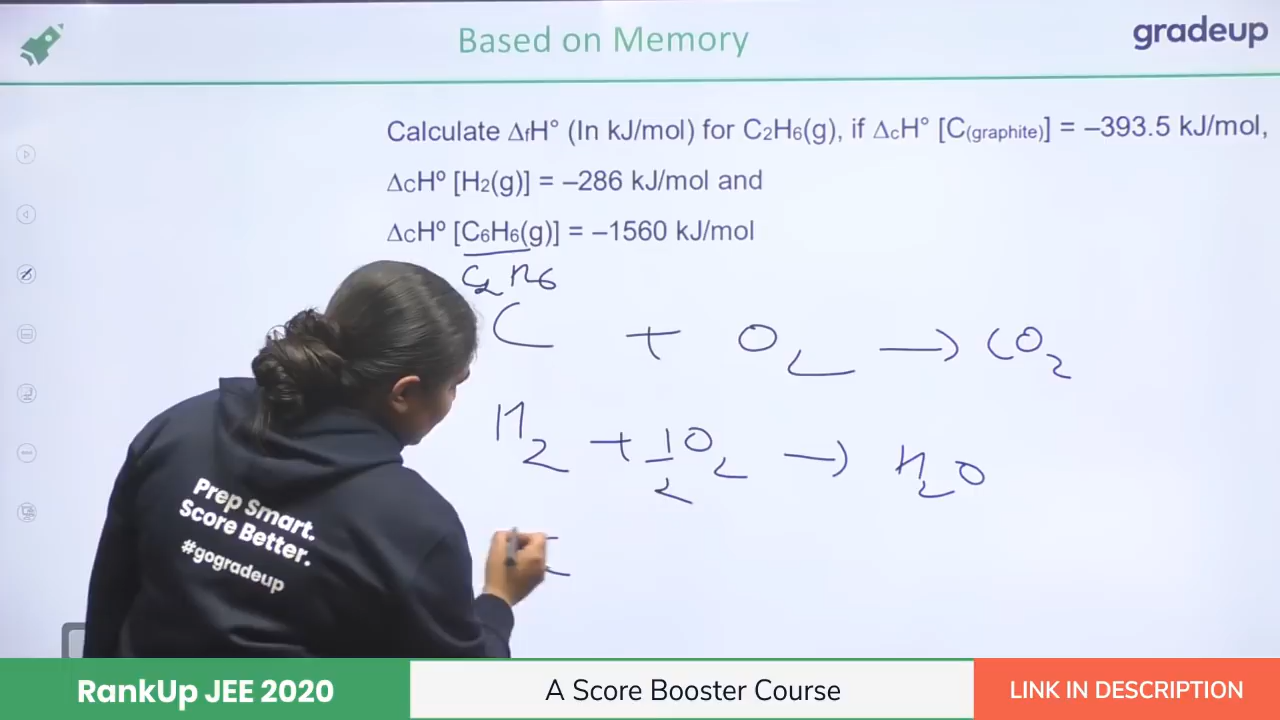 Based on Memory
gradeup
Calculate ΔfH° (In kJ/mol) for C2H6(g), if ΔcH° [C(graphite)] = –393.5 kJ/mol,
ΔCHº [H2(g)] = –286 kJ/mol and
ΔCHº [C6H6(g)] = –1560 kJ/mol
C2H6
C + O2 → CO2
H2 + 1/2 O2 → H2O
Prep Smart.
Score Better.
#gogradeup
RankUp JEE 2020
A Score Booster Course
LINK IN DESCRIPTION